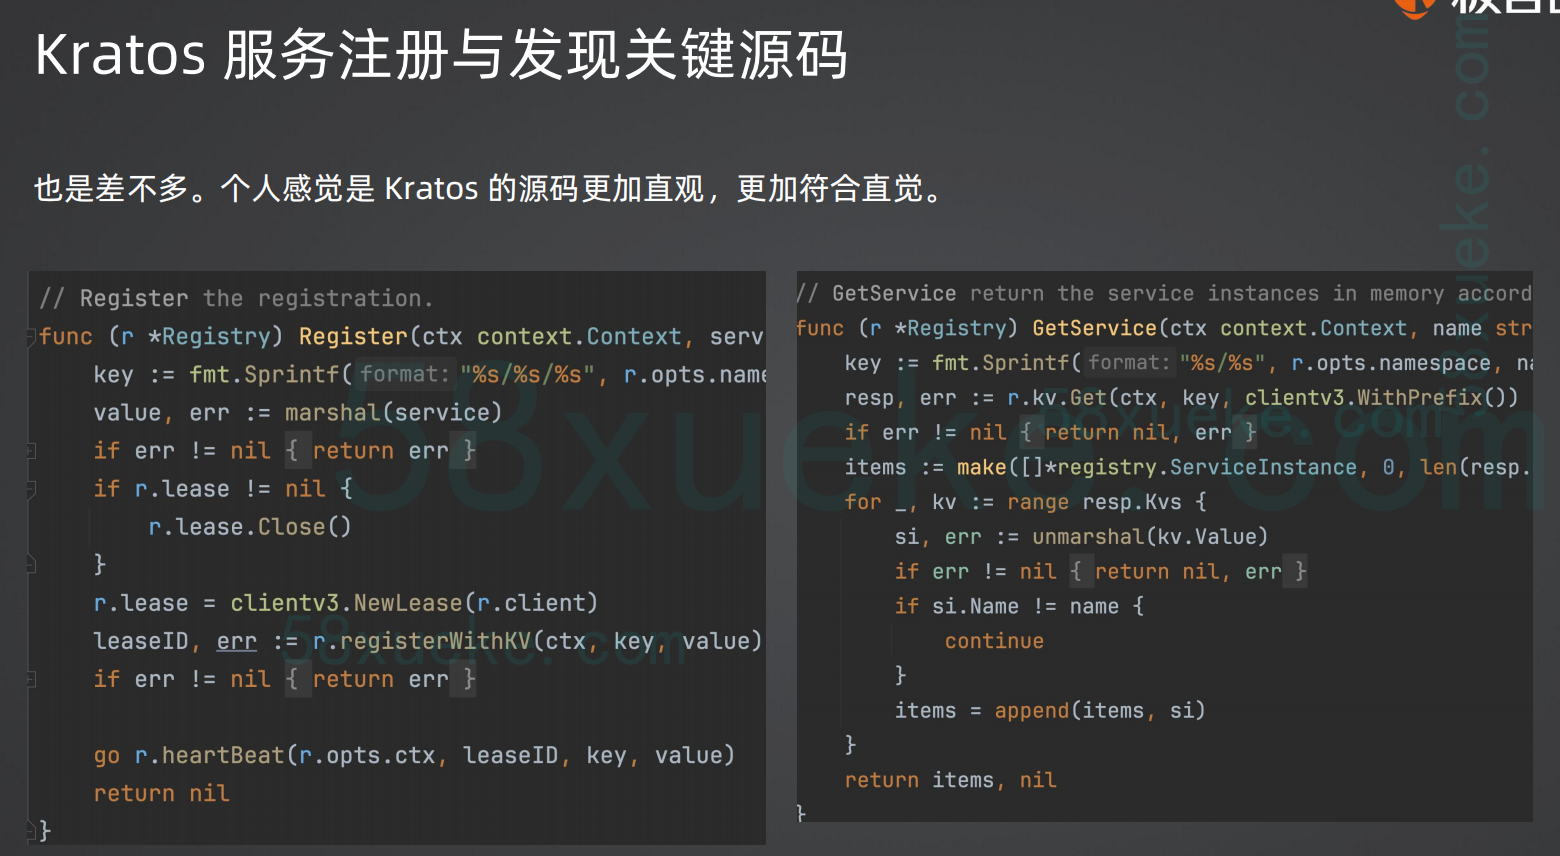 Kratos 服务注册与发现关键源码
也是差不多。个人感觉是 Kratos 的源码更加直观，更加符合直觉。
// Register the registration.
func (r *Registry) Register(ctx context.Context, serv
key := fmt.Sprintf( format: "%s/%s/%s", r.opts.name
value, err := marshal(service)
if err != nil { return err }
if r.lease != nil {
r.lease.Close()
}
r.lease = clientv3.NewLease(r.client)
leaseID, err := r.registerWithKV(ctx, key, value)
if err != nil { return err }
go r.heartBeat(r.opts.ctx, leaseID, key, value)
return nil
}
// GetService return the service instances in memory accord
func (r *Registry) GetService(ctx context.Context, name str
key := fmt.Sprintf( format: "%s/%s", r.opts.namespace, na
resp, err := r.kv.Get(ctx, key, clientv3.WithPrefix())
if err != nil { return nil, err }
items := make([]*registry.ServiceInstance, 0, len(resp.
for _, kv := range resp.Kvs {
si, err := unmarshal(kv.Value)
if err != nil { return nil, err }
if si.Name != name {
continue
}
items = append(items, si)
}
return items, nil
}
58xueke.com
58xueke.com
58xueke.com
58xueke.com